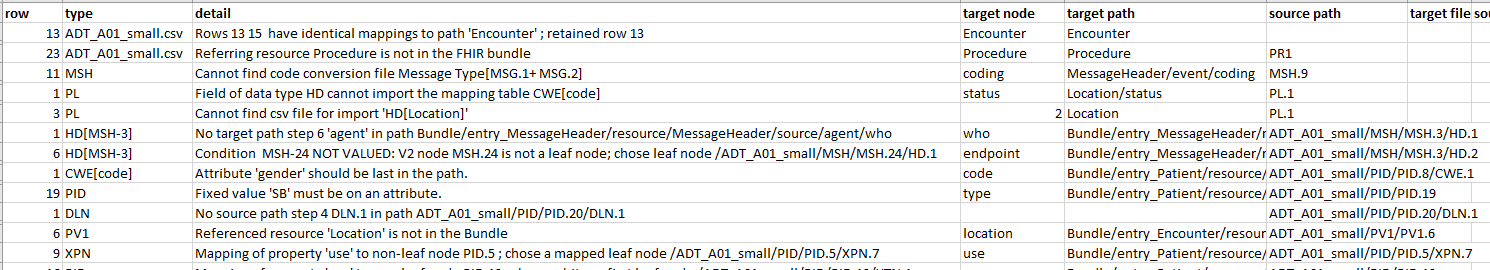 row type detail target node target path source path target file sou
13 ADT_A01_small.csv Rows 13 15 have identical mappings to path 'Encounter' ; retained row 13 Encounter Encounter
23 ADT_A01_small.csv Referring resource Procedure is not in the FHIR bundle Procedure Procedure PR1
11 MSH Cannot find code conversion file Message Type[MSG.1+ MSG.2] coding MessageHeader/event/coding MSH.9
1 PL Field of data type HD cannot import the mapping table CWE[code] status Location/status PL.1
3 PL Cannot find csv file for import 'HD[Location]' 2 Location PL.1
1 HD[MSH-3] No target path step 6 'agent' in path Bundle/entry_MessageHeader/resource/MessageHeader/source/agent/who who Bundle/entry_MessageHeader/r ADT_A01_small/MSH/MSH.3/HD.1
6 HD[MSH-3] Condition MSH-24 NOT VALUED: V2 node MSH.24 is not a leaf node; chose leaf node /ADT_A01_small/MSH/MSH.24/HD.1 endpoint Bundle/entry_MessageHeader/r ADT_A01_small/MSH/MSH.3/HD.2
1 CWE[code] Attribute 'gender' should be last in the path. code Bundle/entry_Patient/resource/ ADT_A01_small/PID/PID.8/CWE.1
19 PID Fixed value 'SB' must be on an attribute. type Bundle/entry_Patient/resource/ ADT_A01_small/PID/PID.19
1 DLN No source path step 4 DLN.1 in path ADT_A01_small/PID/PID.20/DLN.1 ADT_A01_small/PID/PID.20/DLN.1
6 PV1 Referenced resource 'Location' is not in the Bundle location Bundle/entry_Encounter/resour ADT_A01_small/PV1/PV1.6
9 XPN Mapping of property 'use' to non-leaf node PID.5 ; chose a mapped leaf node /ADT_A01_small/PID/PID.5/XPN.7 use Bundle/entry_Patient/resource/ ADT_A01_small/PID/PID.5/XPN.7